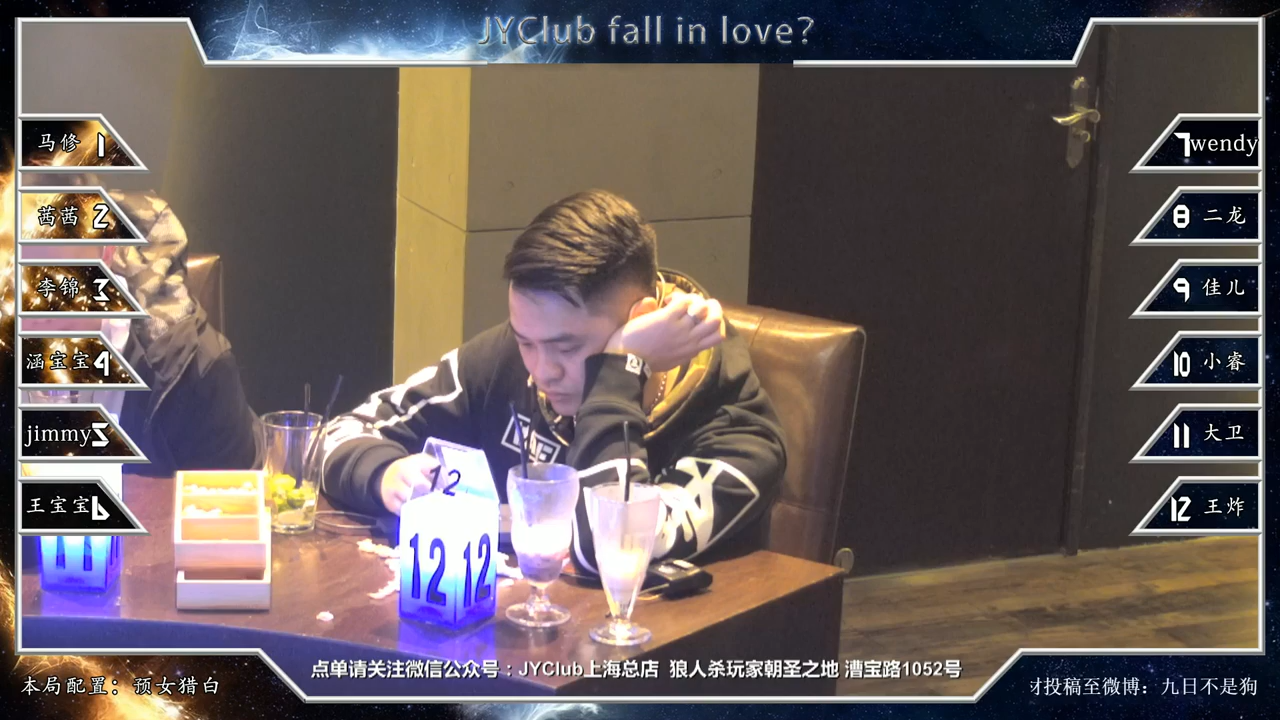 JYClub fall in love?
马修 1
茜茜 2
李锦 3
涵宝宝 4
jimmy 5
王宝宝 6
7 wendy
8 二龙
9 佳儿
10 小睿
11 大卫
12 王炸
12
12 12
点单请关注微信公众号：JYClub上海总店 狼人杀玩家朝圣之地 漕宝路1052号
本局配置：预女猎白
投稿至微博：九日不是狗